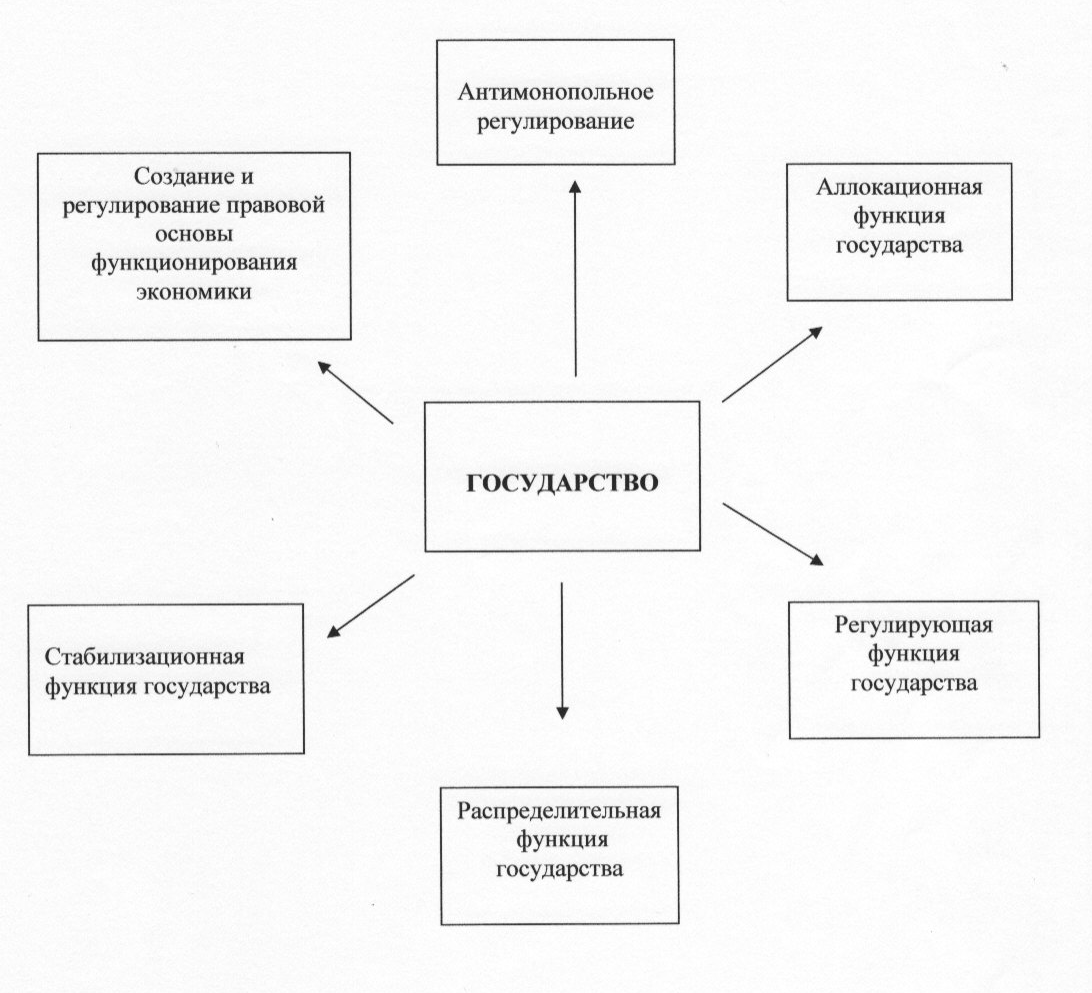 Антимонопольное
регулирование
Создание и
регулирование правовой
основы
функционирования
экономики
Аллокационная
функция
государства
ГОСУДАРСТВО
Стабилизационная
функция государства
Регулирующая
функция
государства
Распределительная
функция
государства